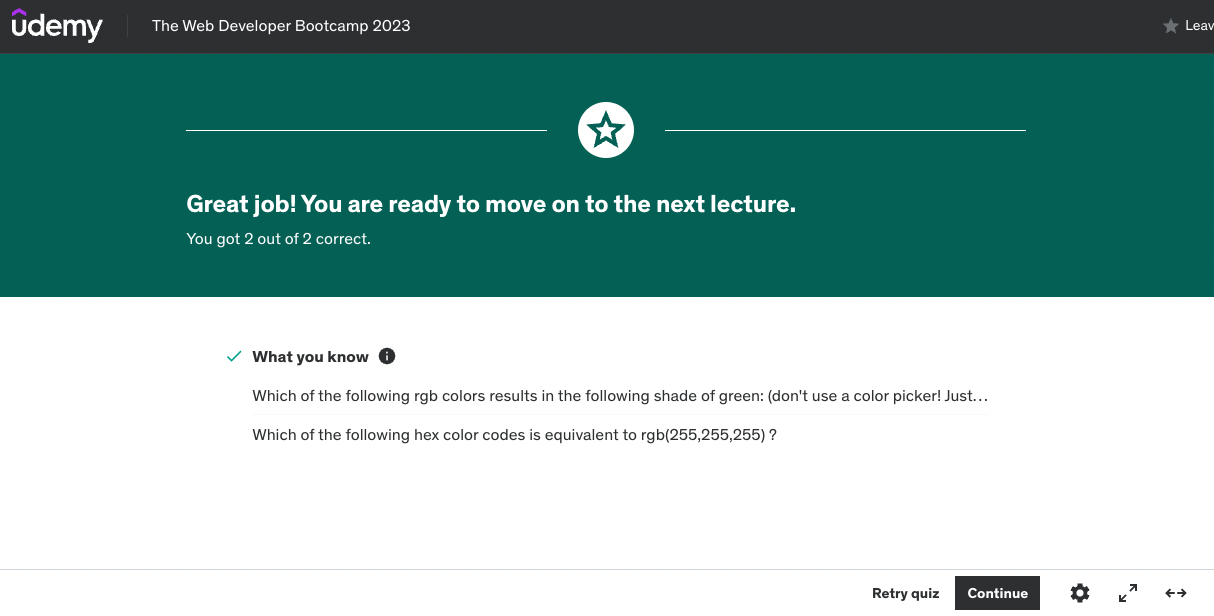 udemy
The Web Developer Bootcamp 2023
Leav
Great job! You are ready to move on to the next lecture.
You got 2 out of 2 correct.
What you know
Which of the following rgb colors results in the following shade of green: (don't use a color picker! Just...
Which of the following hex color codes is equivalent to rgb(255,255,255) ?
Retry quiz
Continue